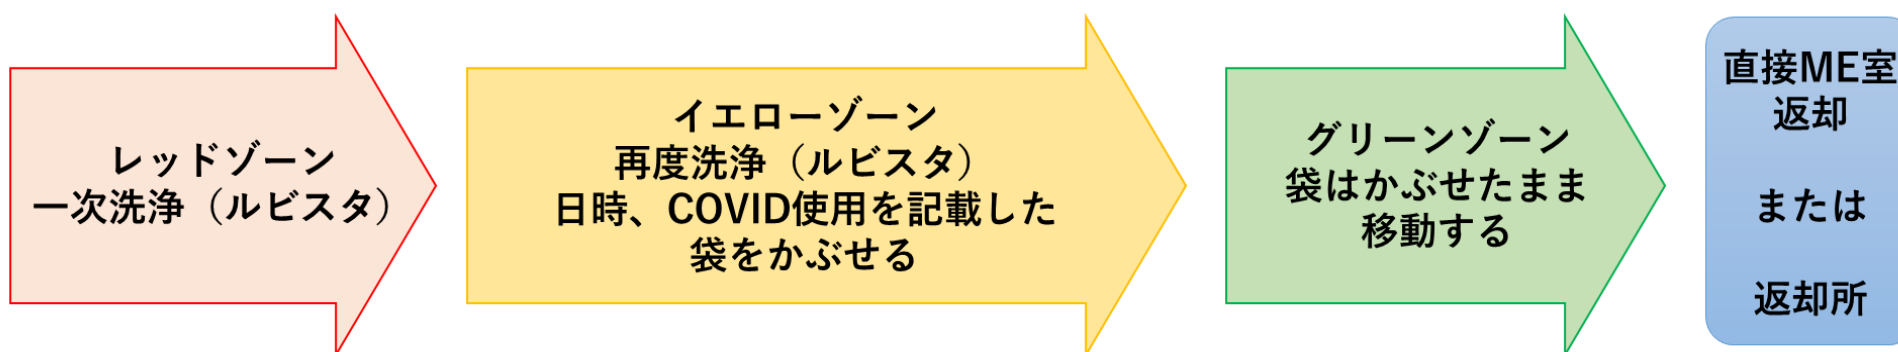 レッドゾーン
一次洗浄（ルビスタ）
イエローゾーン
再度洗浄（ルビスタ）
日時、COVID使用を記載した
袋をかぶせる
グリーンゾーン
袋はかぶせたまま
移動する
直接ME室
返却
または
返却所